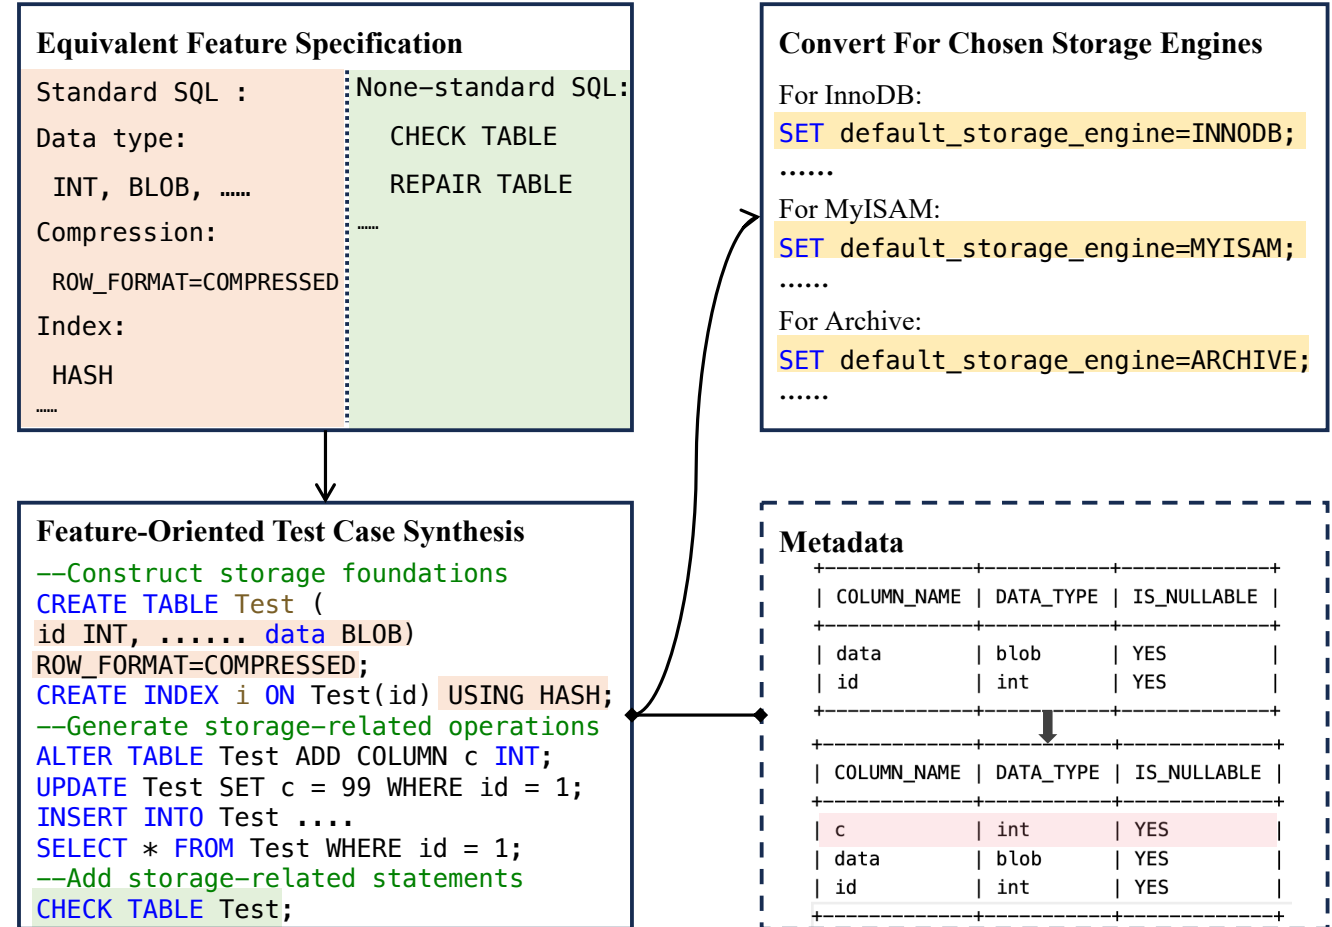 Equivalent Feature Specification
Standard SQL :
Data type:
INT, BLOB, ……
Compression:
ROW_FORMAT=COMPRESSED
Index:
HASH
……
None-standard SQL:
CHECK TABLE
REPAIR TABLE
……
Convert For Chosen Storage Engines
For InnoDB:
SET default_storage_engine=INNODB;
……
For MyISAM:
SET default_storage_engine=MYISAM;
……
For Archive:
SET default_storage_engine=ARCHIVE;
……
Feature-Oriented Test Case Synthesis
--Construct storage foundations
CREATE TABLE Test (
id INT, ...... data BLOB)
ROW_FORMAT=COMPRESSED;
CREATE INDEX i ON Test(id) USING HASH;
--Generate storage-related operations
ALTER TABLE Test ADD COLUMN c INT;
UPDATE Test SET c = 99 WHERE id = 1;
INSERT INTO Test ....
SELECT * FROM Test WHERE id = 1;
--Add storage-related statements
CHECK TABLE Test;
Metadata
+-------------+-----------+-------------+
| COLUMN_NAME | DATA_TYPE | IS_NULLABLE |
+-------------+-----------+-------------+
| data | blob | YES |
| id | int | YES |
+-------------+-----------+-------------+
+-------------+-----------+-------------+
| COLUMN_NAME | DATA_TYPE | IS_NULLABLE |
+-------------+-----------+-------------+
| c | int | YES |
| data | blob | YES |
| id | int | YES |
+-------------+-----------+-------------+